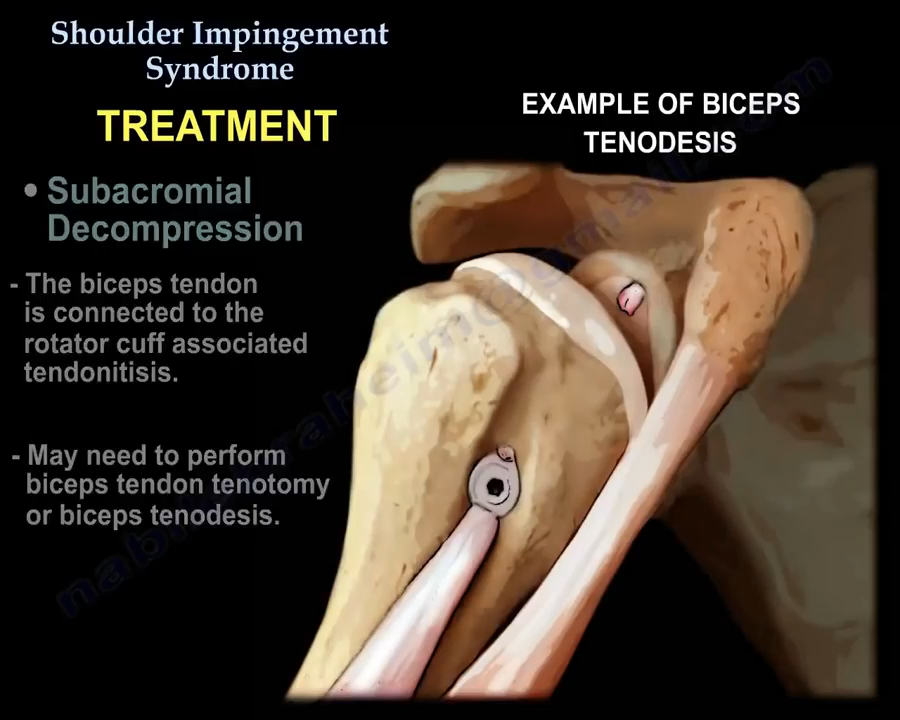 Shoulder Impingement
Syndrome
TREATMENT
• Subacromial
Decompression
- The biceps tendon
is connected to the
rotator cuff associated
tendonitisis.
- May need to perform
biceps tendon tenotomy
or biceps tenodesis.
EXAMPLE OF BICEPS
TENODESIS